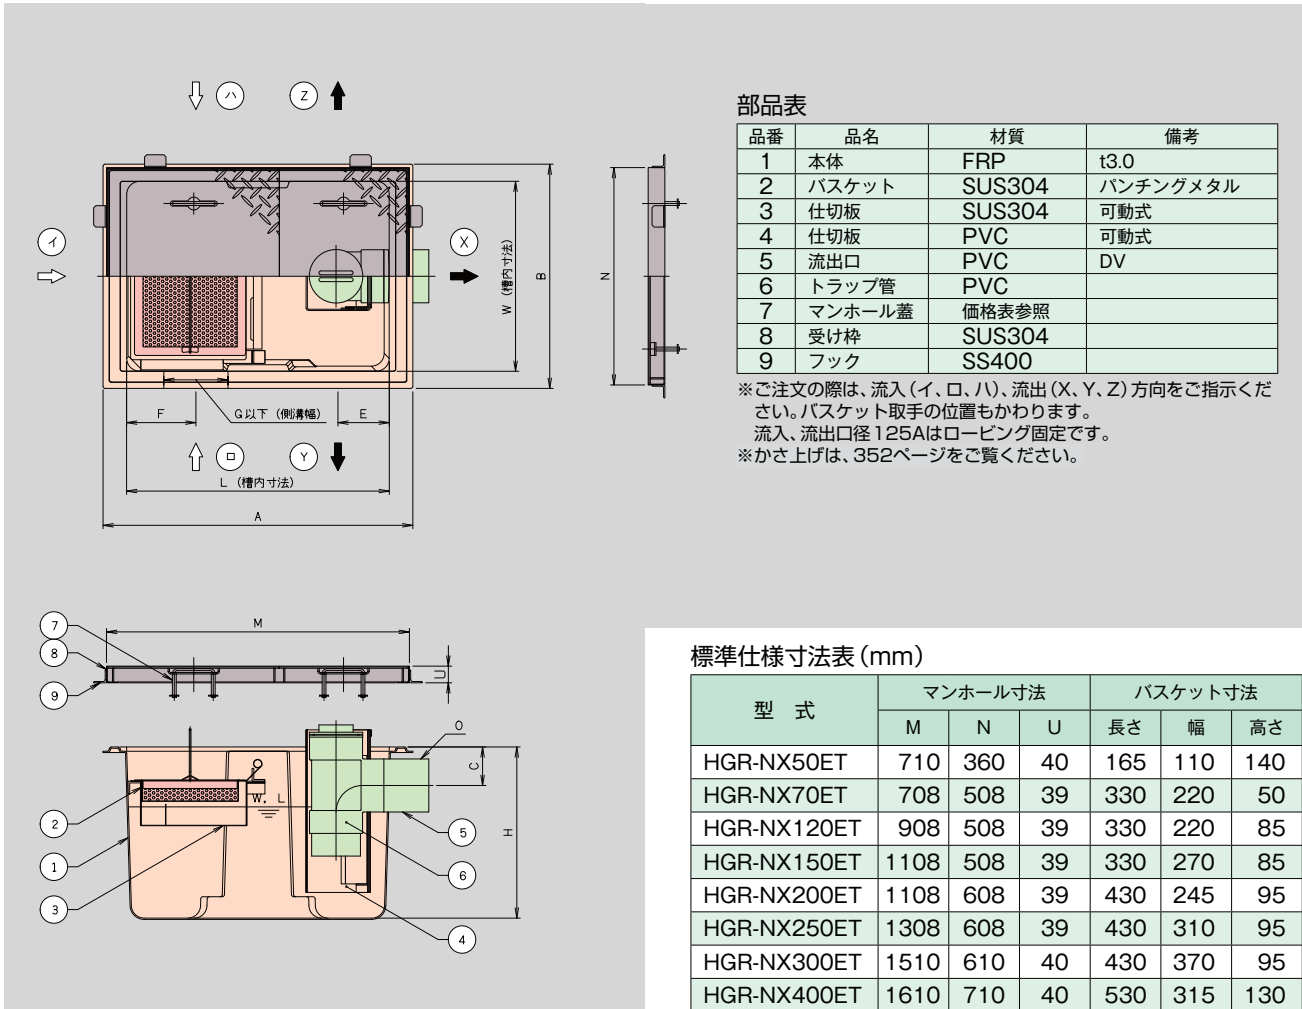 ハ
Z
イ
X
W (槽内寸法)
B
N
F
G以下 (側溝幅)
E
ロ
Y
L (槽内寸法)
A
部品表
品番 品名 材質 備考
1 本体 FRP t3.0
2 バスケット SUS304 パンチングメタル
3 仕切板 SUS304 可動式
4 仕切板 PVC 可動式
5 流出口 PVC DV
6 トラップ管 PVC
7 マンホール蓋 価格表参照
8 受け枠 SUS304
9 フック SS400
※ご注文の際は、流入(イ、ロ、ハ)、流出(X、Y、Z)方向をご指示くだ
さい。バスケット取手の位置もかわります。
流入、流出口径125Aはロービング固定です。
※かさ上げは、352ページをご覧ください。
7
M
8
U
9
O
C
W. L
2
5
H
1
6
3
4
標準仕様寸法表(mm)
型 式 マンホール寸法 バスケット寸法
M N U 長さ 幅 高さ
HGR-NX50ET 710 360 40 165 110 140
HGR-NX70ET 708 508 39 330 220 50
HGR-NX120ET 908 508 39 330 220 85
HGR-NX150ET 1108 508 39 330 270 85
HGR-NX200ET 1108 608 39 430 245 95
HGR-NX250ET 1308 608 39 430 310 95
HGR-NX300ET 1510 610 40 430 370 95
HGR-NX400ET 1610 710 40 530 315 130